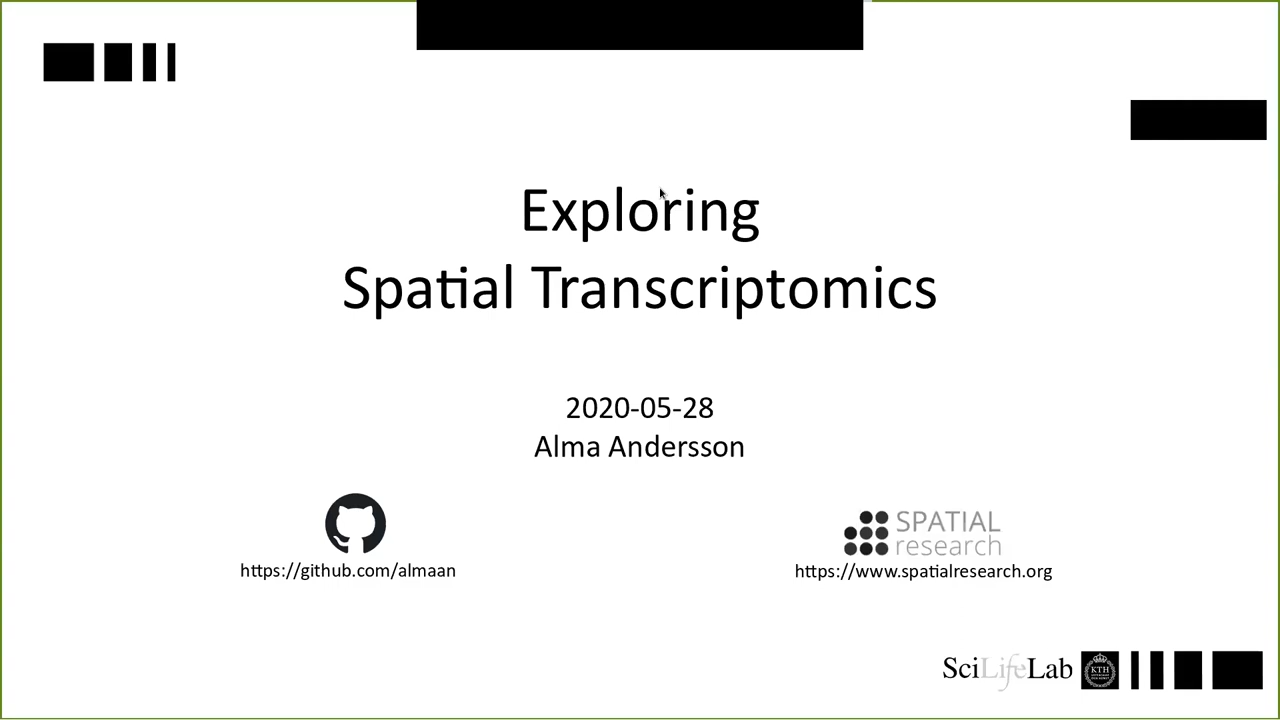 Exploring
Spatial Transcriptomics
2020-05-28
Alma Andersson
SPATIAL
research
https://github.com/almaan
https://www.spatialresearch.org
SciLifeLab
KTH